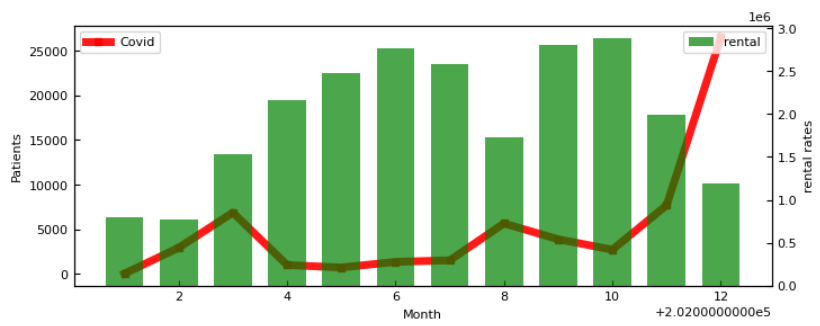 1e6
Covid
rental
25000
20000
15000
10000
5000
0
Patients
3.0
2.5
2.0
1.5
1.0
0.5
0.0
rental rates
2 4 6 8 10 12
Month
+2.0200000000e5